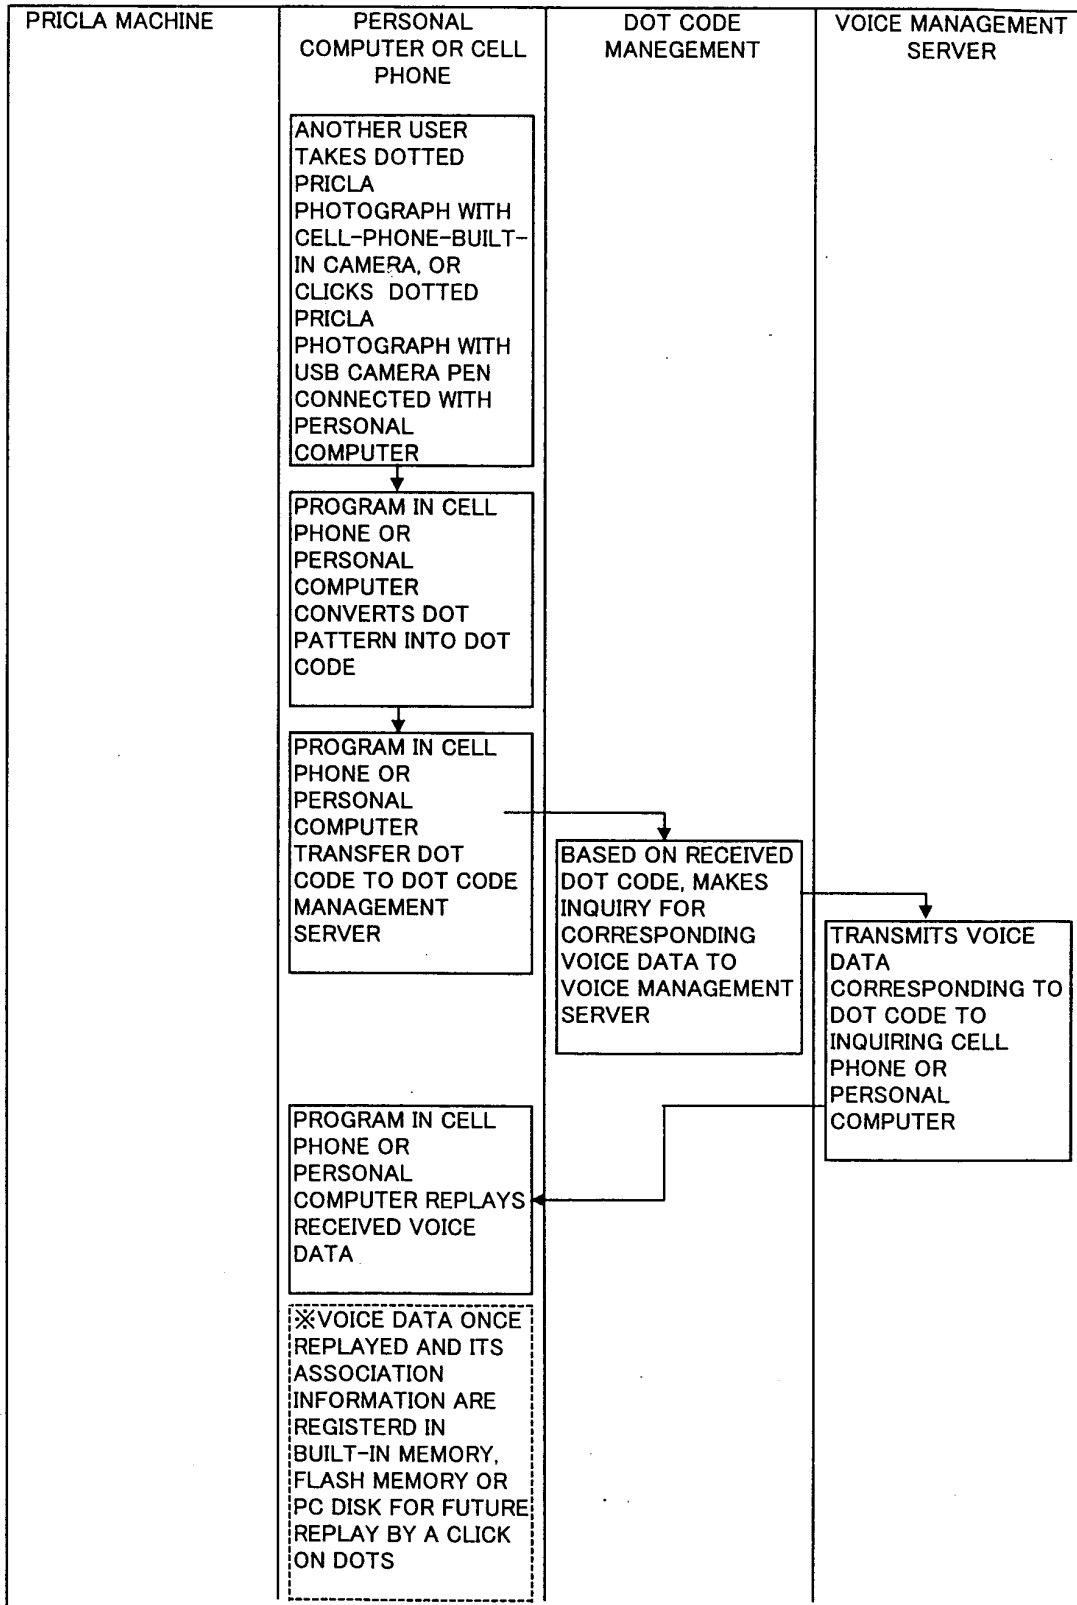 PRICLA MACHINE
PERSONAL
COMPUTER OR CELL
PHONE
DOT CODE
MANEGEMENT
VOICE MANAGEMENT
SERVER
ANOTHER USER
TAKES DOTTED
PRICLA
PHOTOGRAPH WITH
CELL-PHONE-BUILT-
IN CAMERA, OR
CLICKS DOTTED
PRICLA
PHOTOGRAPH WITH
USB CAMERA PEN
CONNECTED WITH
PERSONAL
COMPUTER
PROGRAM IN CELL
PHONE OR
PERSONAL
COMPUTER
CONVERTS DOT
PATTERN INTO DOT
CODE
PROGRAM IN CELL
PHONE OR
PERSONAL
COMPUTER
TRANSFER DOT
CODE TO DOT CODE
MANAGEMENT
SERVER
BASED ON RECEIVED
DOT CODE, MAKES
INQUIRY FOR
CORRESPONDING
VOICE DATA TO
VOICE MANAGEMENT
SERVER
TRANSMITS VOICE
DATA
CORRESPONDING TO
DOT CODE TO
INQUIRING CELL
PHONE OR
PERSONAL
COMPUTER
PROGRAM IN CELL
PHONE OR
PERSONAL
COMPUTER REPLAYS
RECEIVED VOICE
DATA
※VOICE DATA ONCE
REPLAYED AND ITS
ASSOCIATION
INFORMATION ARE
REGISTERD IN
BUILT-IN MEMORY,
FLASH MEMORY OR
PC DISK FOR FUTURE
REPLAY BY A CLICK
ON DOTS